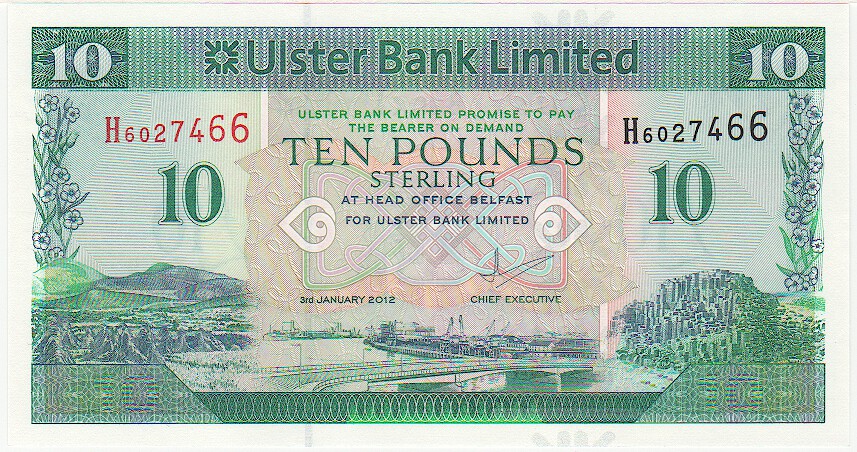 10 Ulster Bank Limited 10
H6027466 H6027466
ULSTER BANK LIMITED PROMISE TO PAY
THE BEARER ON DEMAND
TEN POUNDS
STERLING
10 10
AT HEAD OFFICE BELFAST
FOR ULSTER BANK LIMITED
3rd JANUARY 2012 CHIEF EXECUTIVE